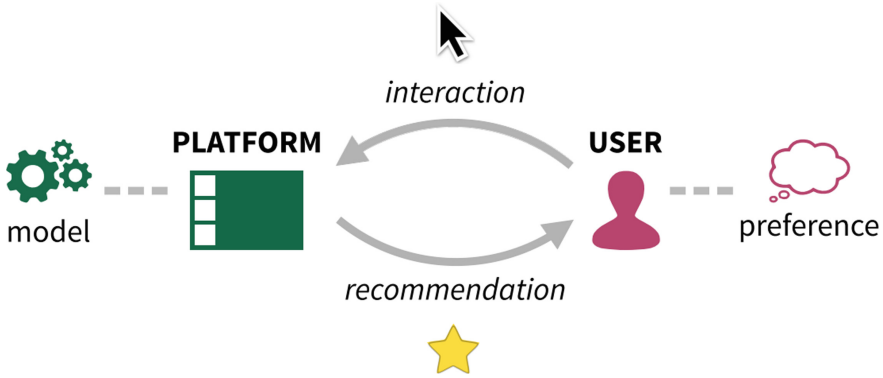 interaction
PLATFORM
USER
model
preference
recommendation